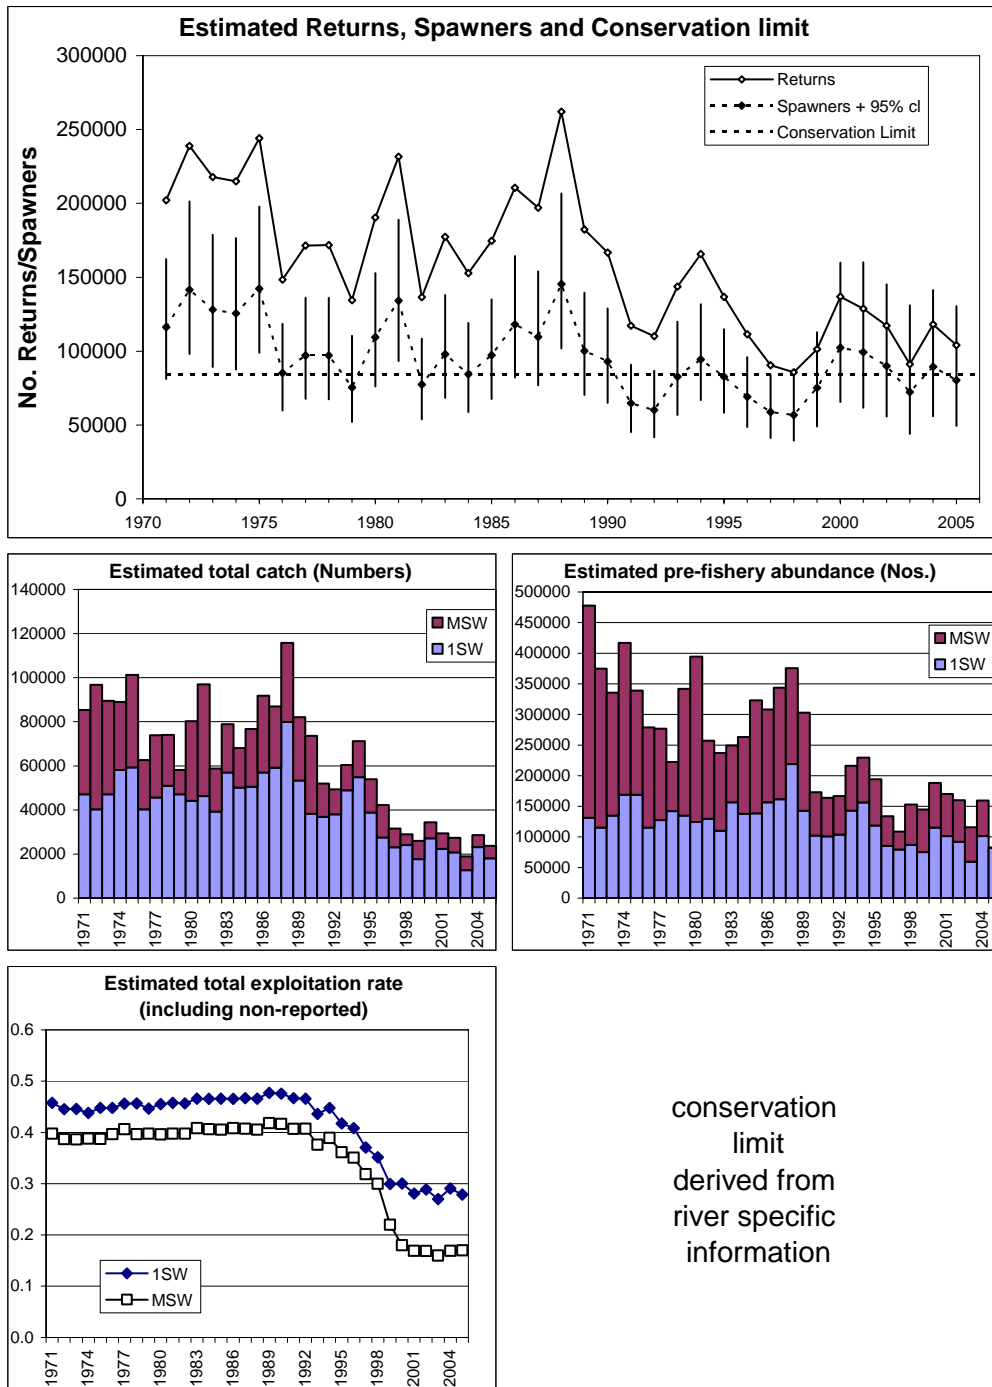 Estimated Returns, Spawners and Conservation limit
No. Returns/Spawners
300000
250000
200000
150000
100000
50000
0
Returns
Spawners + 95% cl
Conservation Limit
1970 1975 1980 1985 1990 1995 2000 2005
Estimated total catch (Numbers)
140000
120000
100000
80000
60000
40000
20000
0
MSW
1SW
1971 1974 1977 1980 1983 1986 1989 1992 1995 1998 2001 2004
Estimated pre-fishery abundance (Nos.)
500000
450000
400000
350000
300000
250000
200000
150000
100000
50000
0
MSW
1SW
1971 1974 1977 1980 1983 1986 1989 1992 1995 1998 2001 2004
Estimated total exploitation rate
(including non-reported)
0.6
0.5
0.4
0.3
0.2
0.1
0.0
1SW
MSW
1971 1974 1977 1980 1983 1986 1989 1992 1995 1998 2001 2004
conservation
limit
derived from
river specific
information